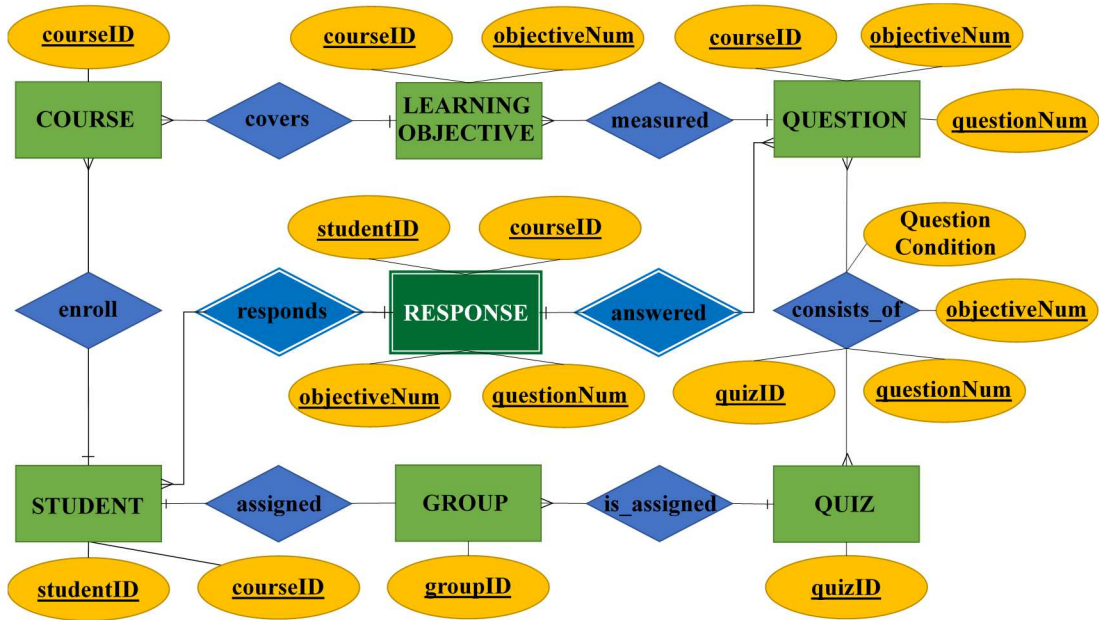 courseID
courseID
objectiveNum
courseID
objectiveNum
COURSE
covers
LEARNING
OBJECTIVE
measured
QUESTION
questionNum
studentID
courseID
Question
Condition
enroll
responds
RESPONSE
answered
consists_of
objectiveNum
objectiveNum
questionNum
quizID
questionNum
STUDENT
assigned
GROUP
is_assigned
QUIZ
studentID
courseID
groupID
quizID